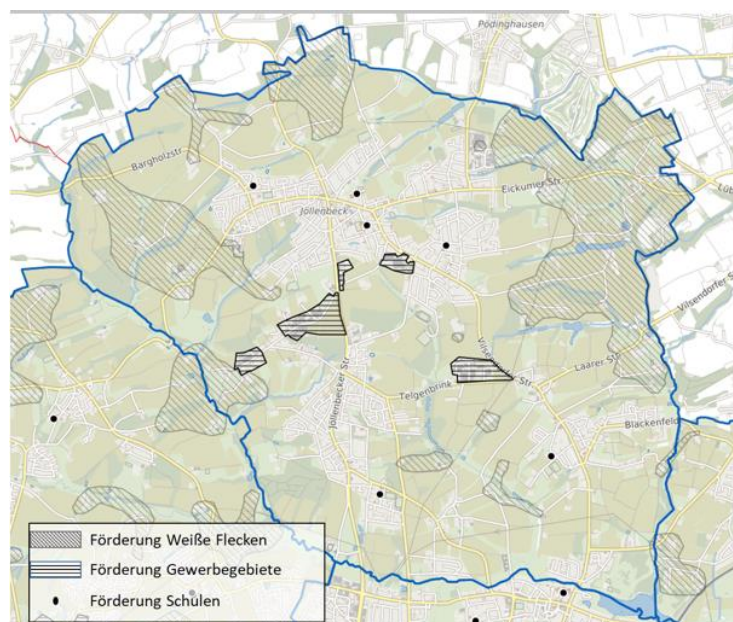 Pödinghausen
Bargholzstr
Eickumer Str.
Lüb
Jöllenbeck
Vilsendorfer S
Laarer Str.
Telgenbrink
Jöllenbecker Str
Blackenfeld
Förderung Weiße Flecken
Förderung Gewerbegebiete
Förderung Schulen